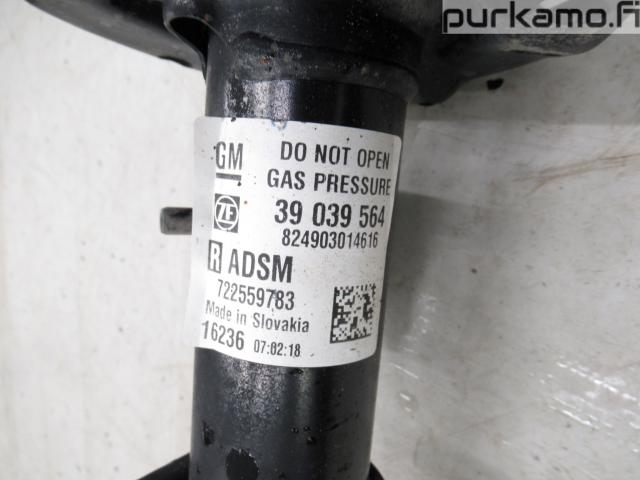 purkamo.fi
GM
DO NOT OPEN
GAS PRESSURE
ZF
39 039 564
824903014616
R ADSM
722559783
Made in Slovakia
16236 07:02:18